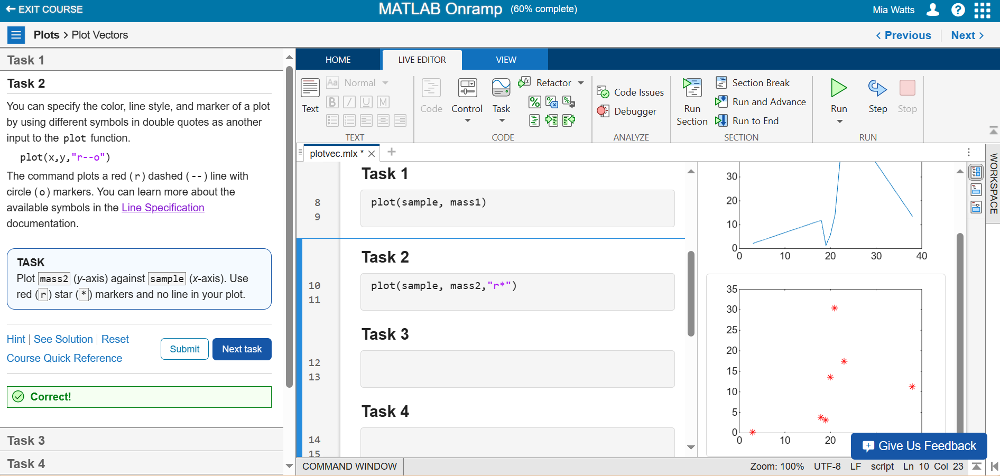 EXIT COURSE
MATLAB Onramp (60% complete)
Mia Watts
Plots > Plot Vectors
< Previous | Next >
Task 1
Task 2
You can specify the color, line style, and marker of a plot
by using different symbols in double quotes as another
input to the plot function.
plot(x,y,"r--o")
The command plots a red (r) dashed (--) line with
circle (o) markers. You can learn more about the
available symbols in the Line Specification
documentation.
TASK
Plot mass2 (y-axis) against sample (x-axis). Use
red (r) star (*) markers and no line in your plot.
Hint | See Solution | Reset
Course Quick Reference
Submit
Next task
Correct!
Task 3
Task 4
HOME
LIVE EDITOR
VIEW
Text
Aa Normal
B I U M
TEXT
Code
Control
Task
Refactor
CODE
Code Issues
Debugger
ANALYZE
Run
Section
Section Break
Run and Advance
Run to End
SECTION
Run
Step
Stop
RUN
plotvec.mlx *
WORKSPACE
Task 1
8 plot(sample, mass1)
9
Task 2
10 plot(sample, mass2,"r*")
11
Task 3
12
13
Task 4
14
15
30
20
10
0
0 10 20 30 40
35
30
25
20
15
10
5
0
0 10 20
Give Us Feedback
COMMAND WINDOW
Zoom: 100% UTF-8 LF script Ln 10 Col 23